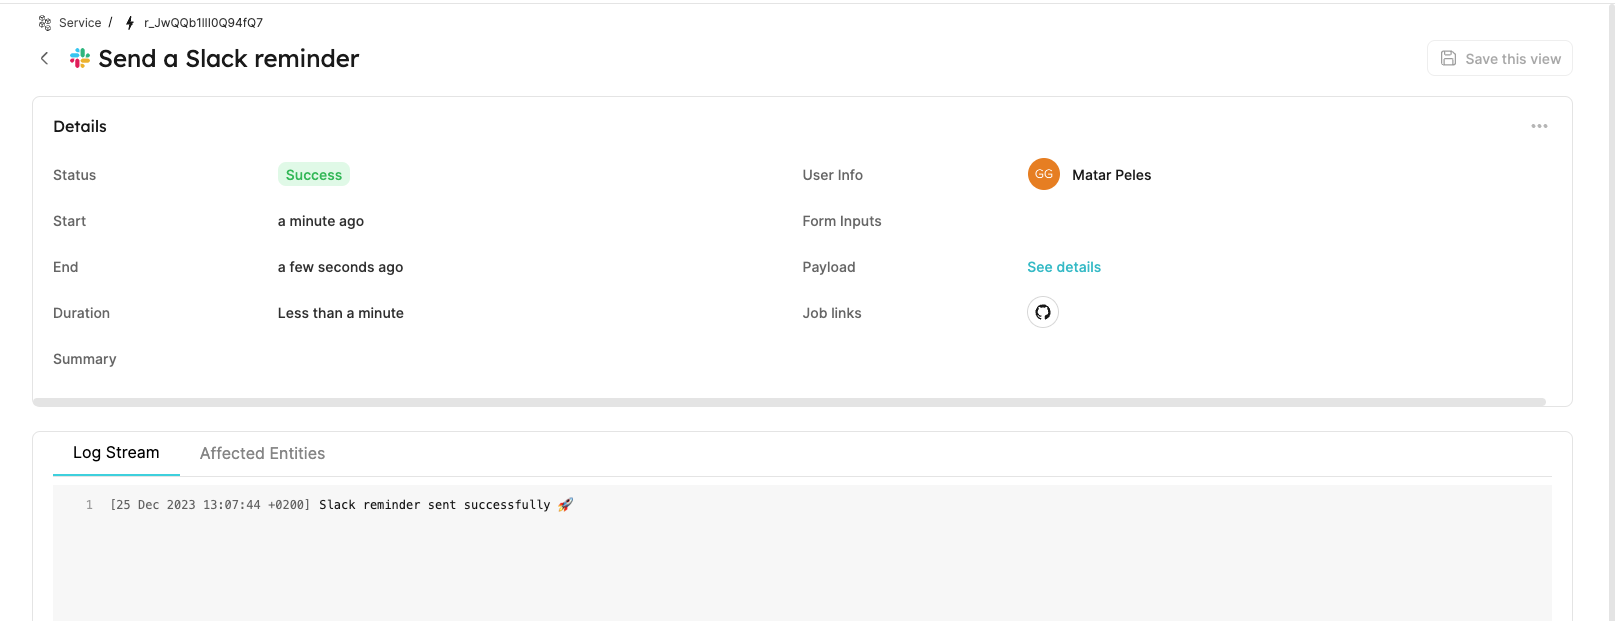 Service / r_JwQQb1lIl0Q94fQ7
Send a Slack reminder
Save this view
Details
Status Success User Info GG Matar Peles
Start a minute ago Form Inputs
End a few seconds ago Payload See details
Duration Less than a minute Job links
Summary
Log Stream Affected Entities
1 [25 Dec 2023 13:07:44 +0200] Slack reminder sent successfully 🚀